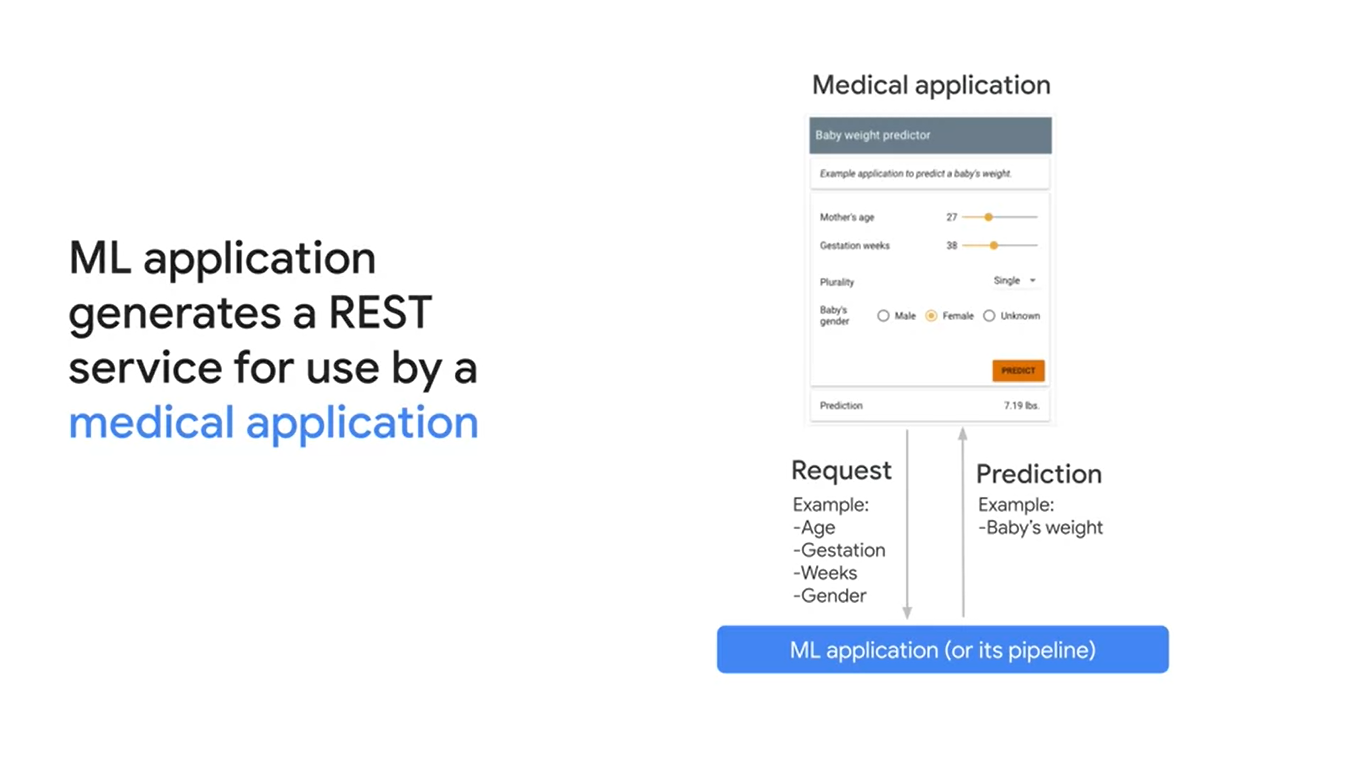 ML application
generates a REST
service for use by a
medical application
Medical application
Baby weight predictor
Example application to predict a baby's weight.
Mother's age 27
Gestation weeks 38
Plurality Single
Baby's gender Male Female Unknown
PREDICT
Prediction 7.19 lbs.
Request
Example:
-Age
-Gestation
-Weeks
-Gender
Prediction
Example:
-Baby’s weight
ML application (or its pipeline)